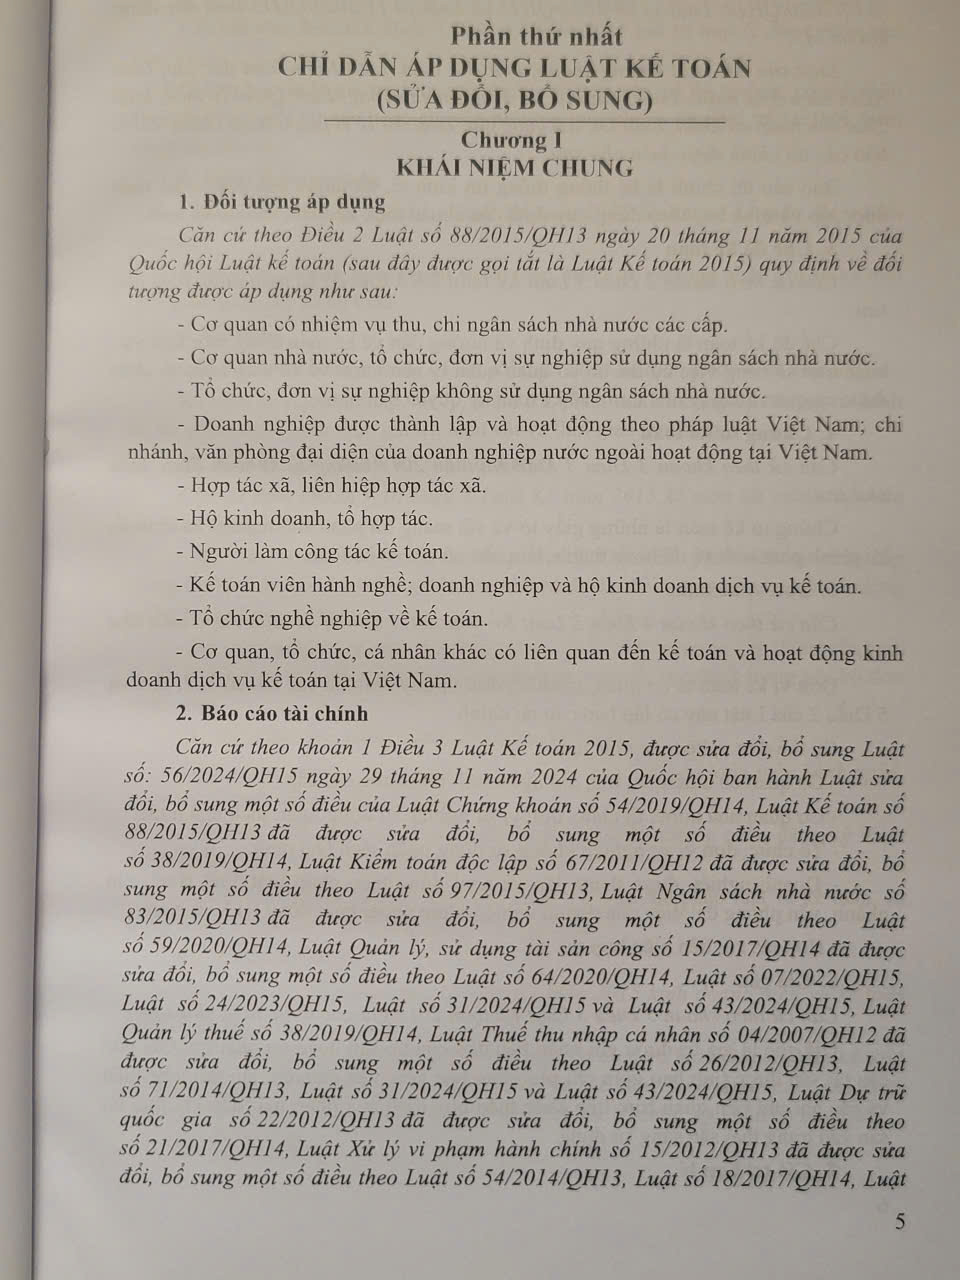 Phần thứ nhất
CHỈ DẪN ÁP DỤNG LUẬT KẾ TOÁN
(SỬA ĐỔI, BỔ SUNG)
Chương I
KHÁI NIỆM CHUNG
1. Đối tượng áp dụng
Căn cứ theo Điều 2 Luật số 88/2015/QH13 ngày 20 tháng 11 năm 2015 của
Quốc hội Luật kế toán (sau đây được gọi tắt là Luật Kế toán 2015) quy định về đối
tượng được áp dụng như sau:
- Cơ quan có nhiệm vụ thu, chi ngân sách nhà nước các cấp.
- Cơ quan nhà nước, tổ chức, đơn vị sự nghiệp sử dụng ngân sách nhà nước.
- Tổ chức, đơn vị sự nghiệp không sử dụng ngân sách nhà nước.
- Doanh nghiệp được thành lập và hoạt động theo pháp luật Việt Nam; chi
nhánh, văn phòng đại diện của doanh nghiệp nước ngoài hoạt động tại Việt Nam.
- Hợp tác xã, liên hiệp hợp tác xã.
- Hộ kinh doanh, tổ hợp tác.
- Người làm công tác kế toán.
- Kế toán viên hành nghề; doanh nghiệp và hộ kinh doanh dịch vụ kế toán.
- Tổ chức nghề nghiệp về kế toán.
- Cơ quan, tổ chức, cá nhân khác có liên quan đến kế toán và hoạt động kinh
doanh dịch vụ kế toán tại Việt Nam.
2. Báo cáo tài chính
Căn cứ theo khoản 1 Điều 3 Luật Kế toán 2015, được sửa đổi, bổ sung Luật
số: 56/2024/QH15 ngày 29 tháng 11 năm 2024 của Quốc hội ban hành Luật sửa
đổi, bổ sung một số điều của Luật Chứng khoán số 54/2019/QH14, Luật Kế toán số
88/2015/QH13 đã được sửa đổi, bổ sung một số điều theo Luật
số 38/2019/QH14, Luật Kiểm toán độc lập số 67/2011/QH12 đã được sửa đổi, bổ
sung một số điều theo Luật số 97/2015/QH13, Luật Ngân sách nhà nước số
83/2015/QH13 đã được sửa đổi, bổ sung một số điều theo Luật
số 59/2020/QH14, Luật Quản lý, sử dụng tài sản công số 15/2017/QH14 đã được
sửa đổi, bổ sung một số điều theo Luật số 64/2020/QH14, Luật số 07/2022/QH15,
Luật số 24/2023/QH15, Luật số 31/2024/QH15 và Luật số 43/2024/QH15, Luật
Quản lý thuế số 38/2019/QH14, Luật Thuế thu nhập cá nhân số 04/2007/QH12 đã
được sửa đổi, bổ sung một số điều theo Luật số 26/2012/QH13, Luật
số 71/2014/QH13, Luật số 31/2024/QH15 và Luật số 43/2024/QH15, Luật Dự trữ
quốc gia số 22/2012/QH13 đã được sửa đổi, bổ sung một số điều theo
số 21/2017/QH14, Luật Xử lý vi phạm hành chính số 15/2012/QH13 đã được sửa
đổi, bổ sung một số điều theo Luật số 54/2014/QH13, Luật số 18/2017/QH14, Luật
5